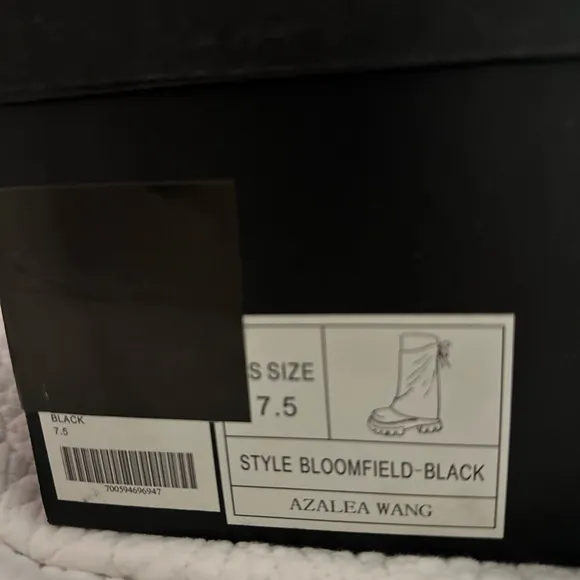 S SIZE
7.5
STYLE BLOOMFIELD-BLACK
AZALEA WANG
BLACK
7.5
700594696947